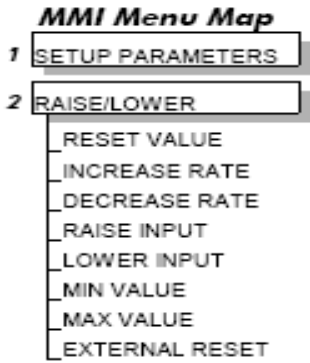 MMI Menu Map
1 SETUP PARAMETERS
2 RAISE/LOWER
RESET VALUE
INCREASE RATE
DECREASE RATE
RAISE INPUT
LOWER INPUT
MIN VALUE
MAX VALUE
EXTERNAL RESET